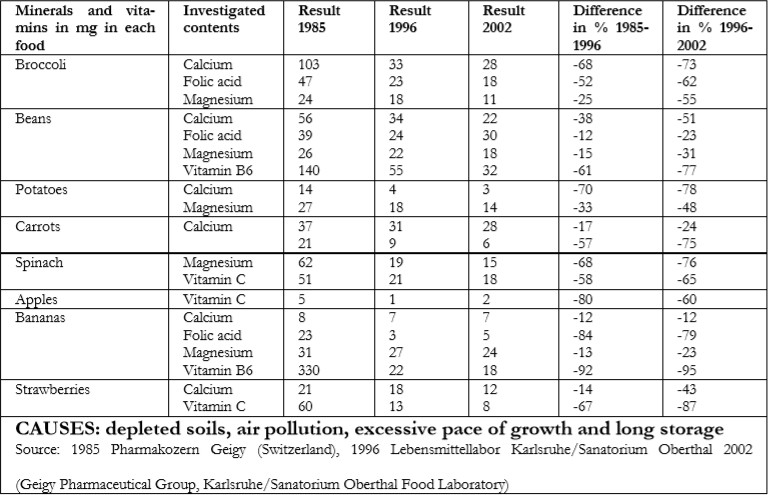 Minerals and vita- Investigated Result Result Result Difference Difference
mins in mg in each contents 1985 1996 2002 in % 1985- in % 1996-
food 1996 2002
Broccoli Calcium 103 33 28 -68 -73
Folic acid 47 23 18 -52 -62
Magnesium 24 18 11 -25 -55
Beans Calcium 56 34 22 -38 -51
Folic acid 39 24 30 -12 -23
Magnesium 26 22 18 -15 -31
Vitamin B6 140 55 32 -61 -77
Potatoes Calcium 14 4 3 -70 -78
Magnesium 27 18 14 -33 -48
Carrots Calcium 37 31 28 -17 -24
21 9 6 -57 -75
Spinach Magnesium 62 19 15 -68 -76
Vitamin C 51 21 18 -58 -65
Apples Vitamin C 5 1 2 -80 -60
Bananas Calcium 8 7 7 -12 -12
Folic acid 23 3 5 -84 -79
Magnesium 31 27 24 -13 -23
Vitamin B6 330 22 18 -92 -95
Strawberries Calcium 21 18 12 -14 -43
Vitamin C 60 13 8 -67 -87
CAUSES: depleted soils, air pollution, excessive pace of growth and long storage
Source: 1985 Pharmakozern Geigy (Switzerland), 1996 Lebensmittellabor Karlsruhe/Sanatorium Oberthal 2002
(Geigy Pharmaceutical Group, Karlsruhe/Sanatorium Oberthal Food Laboratory)